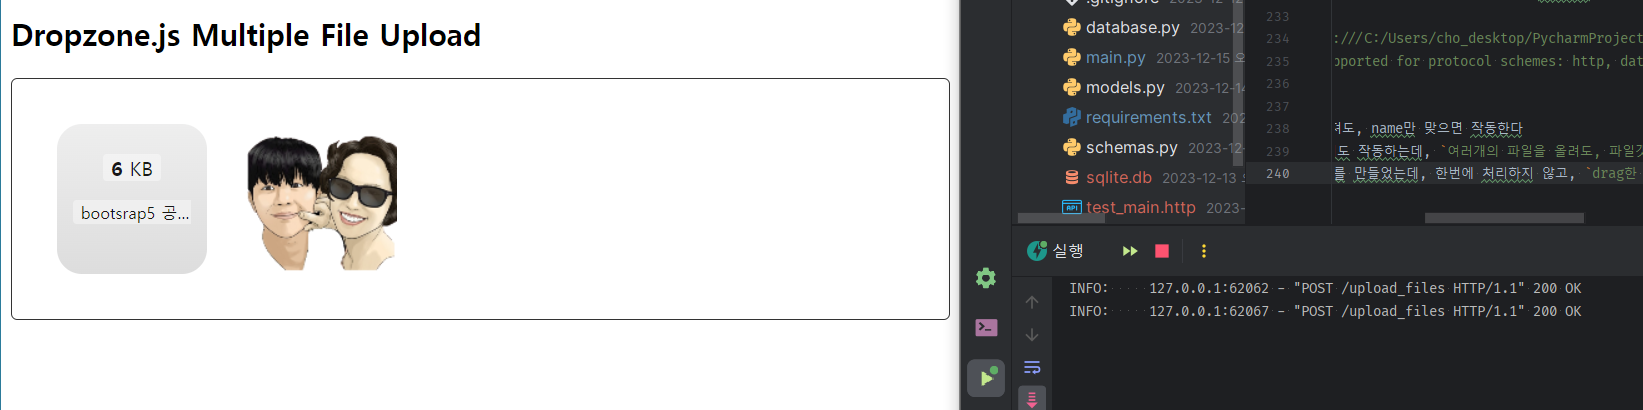 Dropzone.js Multiple File Upload
6 KB
bootsrap5 공...
.gitignore
database.py 2023-12-12
main.py 2023-12-15 오
models.py 2023-12-14
requirements.txt 202
schemas.py 2023-12-
sqlite.db 2023-12-13 오
test_main.http 2023-
233
234 :///C:/Users/cho_desktop/PycharmProject
235 pported for protocol schemes: http, dat
236
237
238 려도, name만 맞으면 작동한다
239 도 작동하는데, `여러개의 파일을 올려도, 파일갯
240 를 만들었는데, 한번에 처리하지 않고, `drag한
실행
INFO: 127.0.0.1:62062 - "POST /upload_files HTTP/1.1" 200 OK
INFO: 127.0.0.1:62067 - "POST /upload_files HTTP/1.1" 200 OK